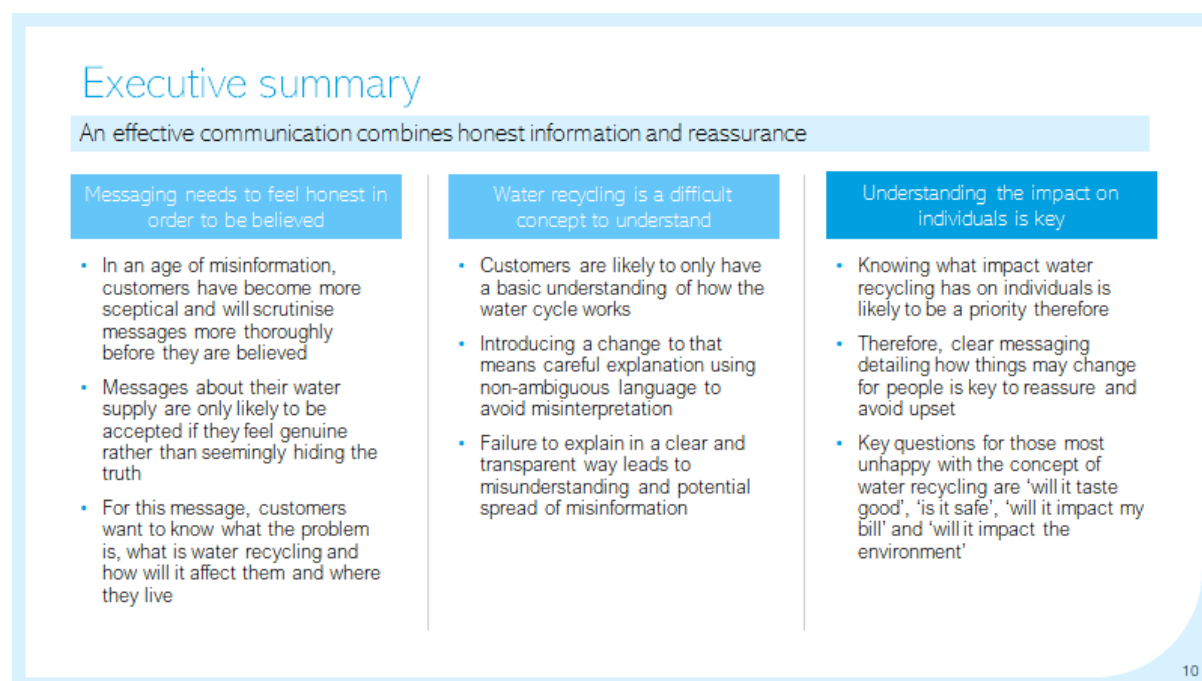 Executive summary
An effective communication combines honest information and reassurance
Messaging needs to feel honest in
order to be believed
• In an age of misinformation,
customers have become more
sceptical and will scrutinise
messages more thoroughly
before they are believed
• Messages about their water
supply are only likely to be
accepted if they feel genuine
rather than seemingly hiding the
truth
• For this message, customers
want to know what the problem
is, what is water recycling and
how will it affect them and where
they live
Water recycling is a difficult
concept to understand
• Customers are likely to only have
a basic understanding of how the
water cycle works
• Introducing a change to that
means careful explanation using
non-ambiguous language to
avoid misinterpretation
• Failure to explain in a clear and
transparent way leads to
misunderstanding and potential
spread of misinformation
Understanding the impact on
individuals is key
• Knowing what impact water
recycling has on individuals is
likely to be a priority therefore
• Therefore, clear messaging
detailing how things may change
for people is key to reassure and
avoid upset
• Key questions for those most
unhappy with the concept of
water recycling are ‘will it taste
good’, ‘is it safe’, ‘will it impact my
bill’ and ‘will it impact the
environment’
10